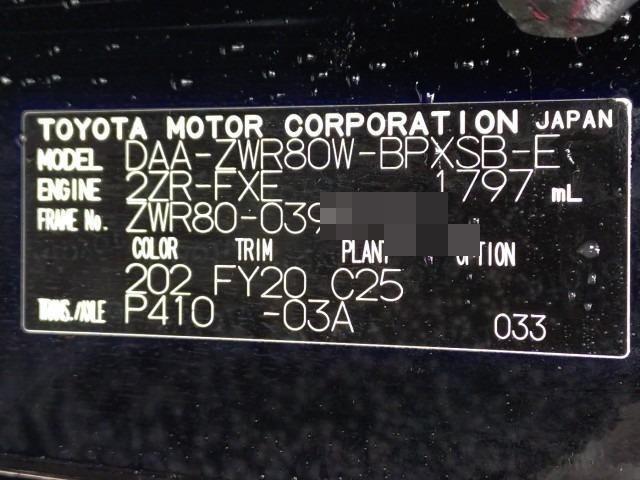 TOYOTA MOTOR CORPORATION JAPAN
MODEL DAA-ZWR80W-BPXSB-E
ENGINE 2ZR-FXE 1797 mL
FRAME No. ZWR80-039
COLOR TRIM PLANT OPTION
202 FY20 C25
TRANS./AXLE P410 -03A
033